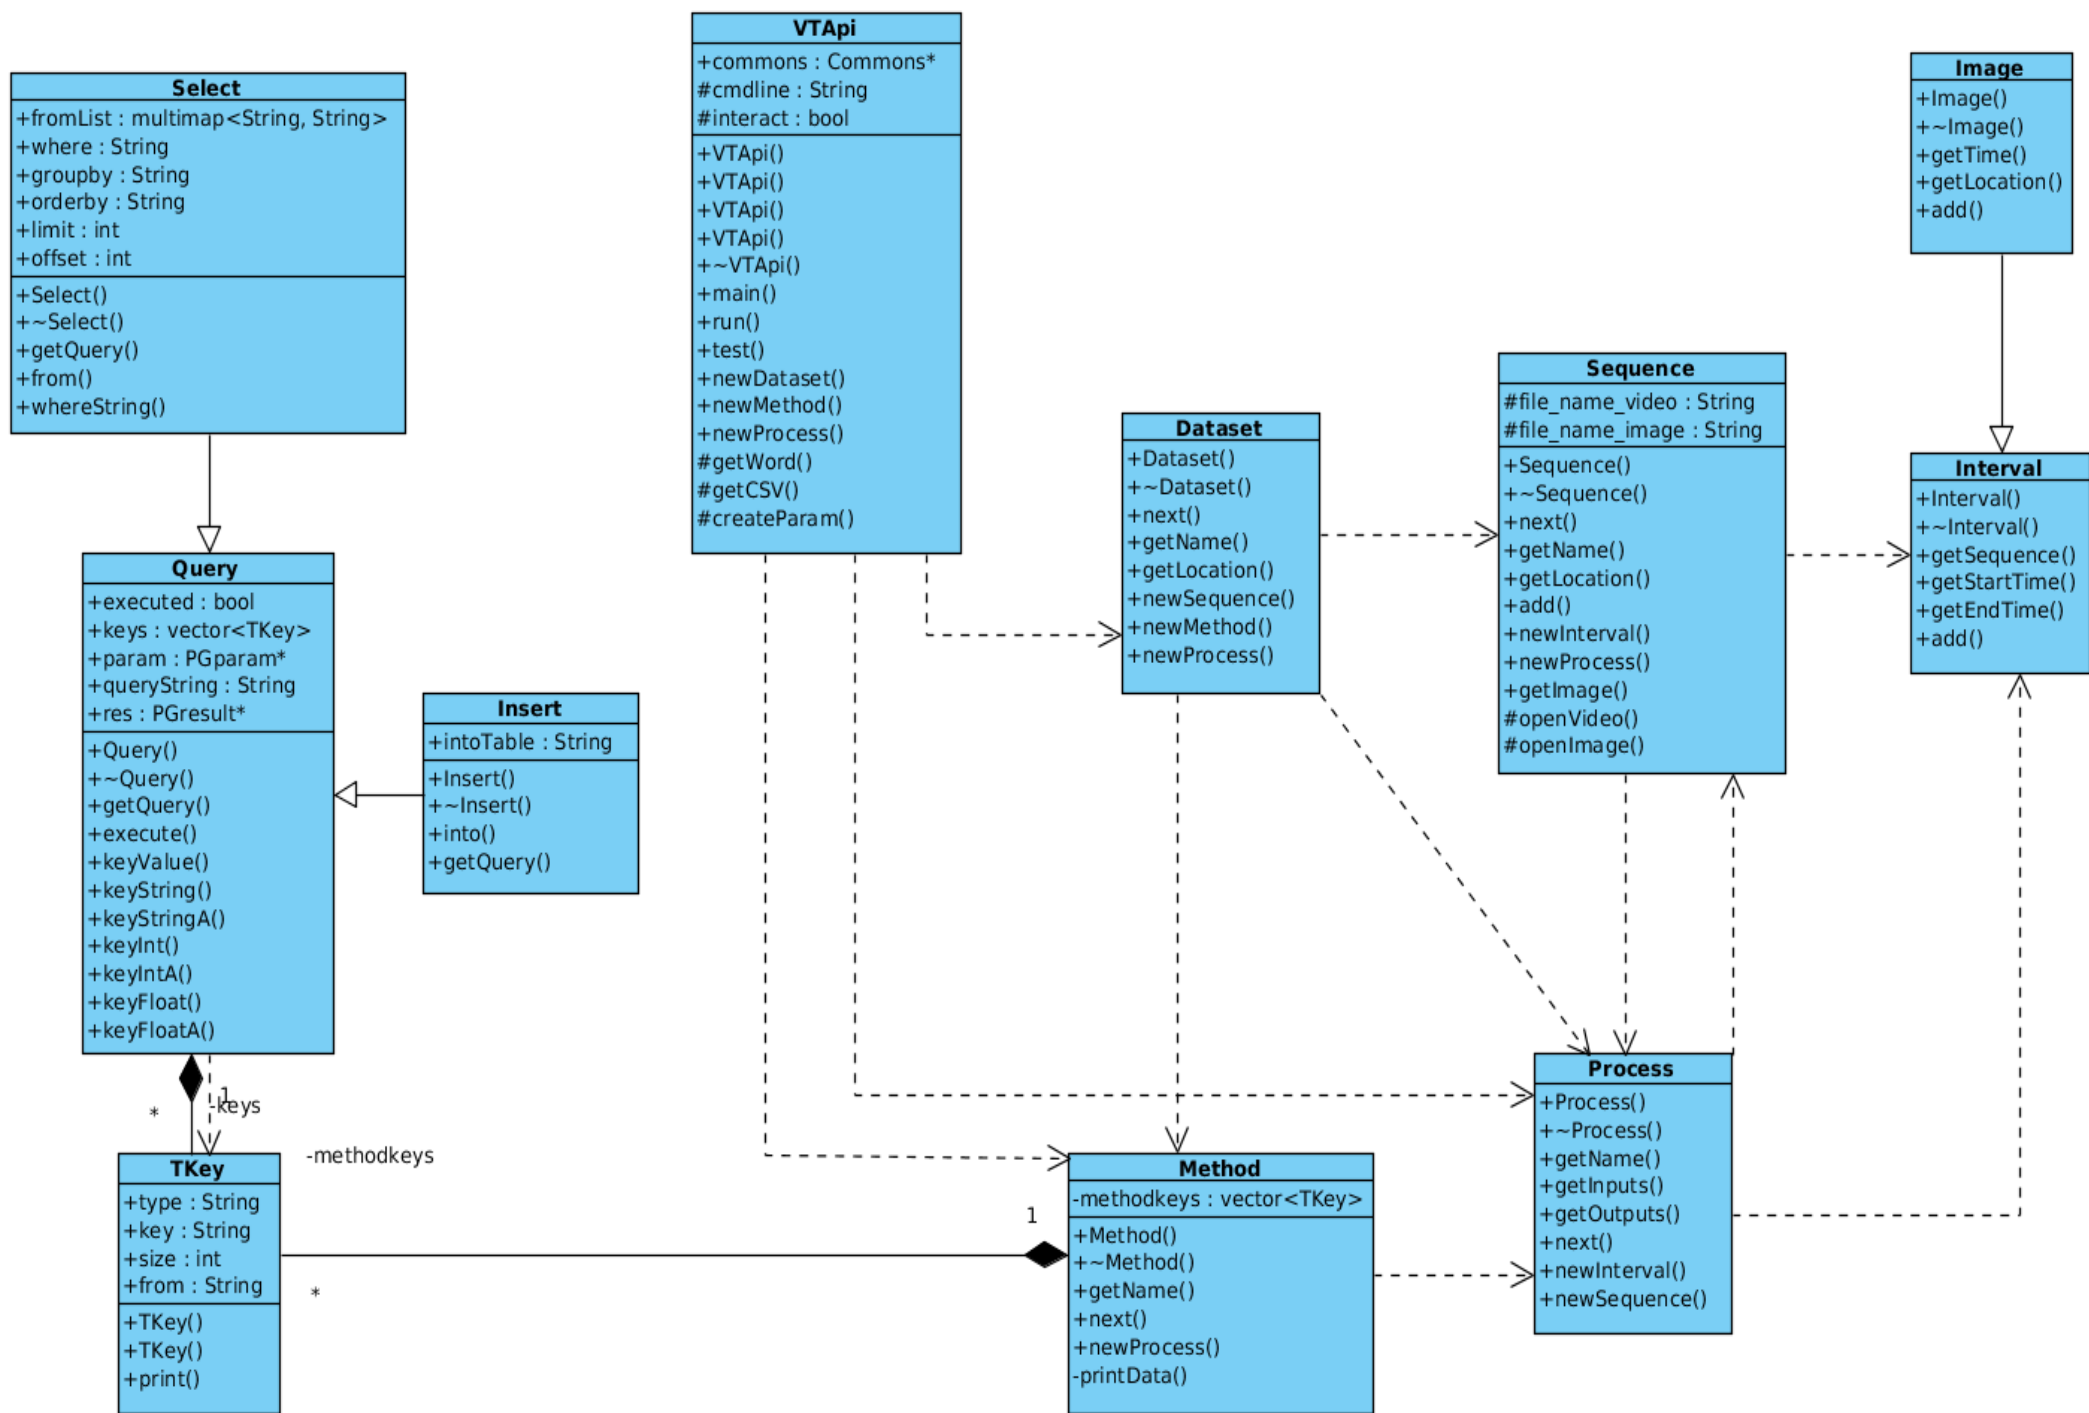 Select
+fromList : multimap<String, String>
+where : String
+groupby : String
+orderby : String
+limit : int
+offset : int
+Select()
+~Select()
+getQuery()
+from()
+whereString()
Query
+executed : bool
+keys : vector<TKey>
+param : PGparam*
+queryString : String
+res : PGresult*
+Query()
+~Query()
+getQuery()
+execute()
+keyValue()
+keyString()
+keyStringA()
+keyInt()
+keyIntA()
+keyFloat()
+keyFloatA()
Insert
+intoTable : String
+Insert()
+~Insert()
+into()
+getQuery()
1
*
-keys
TKey
+type : String
+key : String
+size : int
+from : String
+TKey()
+TKey()
+print()
-methodkeys
*
1
VTApi
+commons : Commons*
#cmdline : String
#interact : bool
+VTApi()
+VTApi()
+VTApi()
+VTApi()
+~VTApi()
+main()
+run()
+test()
+newDataset()
+newMethod()
+newProcess()
#getWord()
#getCSV()
#createParam()
Dataset
+Dataset()
+~Dataset()
+next()
+getName()
+getLocation()
+newSequence()
+newMethod()
+newProcess()
Method
-methodkeys : vector<TKey>
+Method()
+~Method()
+getName()
+next()
+newProcess()
-printData()
Sequence
#file_name_video : String
#file_name_image : String
+Sequence()
+~Sequence()
+next()
+getName()
+getLocation()
+add()
+newInterval()
+newProcess()
+getImage()
#openVideo()
#openImage()
Process
+Process()
+~Process()
+getName()
+getInputs()
+getOutputs()
+next()
+newInterval()
+newSequence()
Image
+Image()
+~Image()
+getTime()
+getLocation()
+add()
Interval
+Interval()
+~Interval()
+getSequence()
+getStartTime()
+getEndTime()
+add()